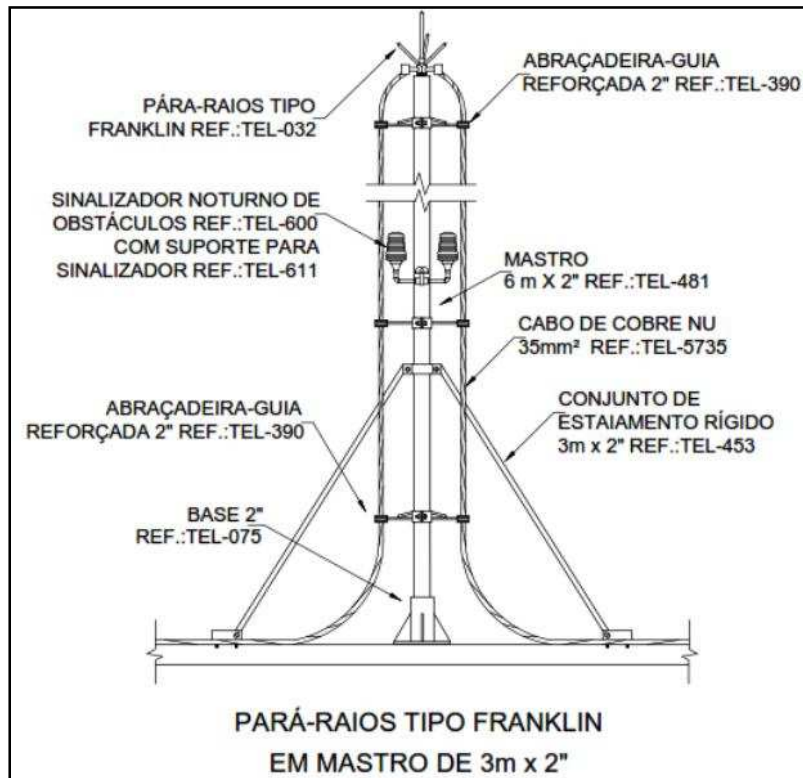 PÁRA-RAIOS TIPO
FRANKLIN REF.:TEL-032
ABRAÇADEIRA-GUIA
REFORÇADA 2" REF.:TEL-390
SINALIZADOR NOTURNO DE
OBSTÁCULOS REF.:TEL-600
COM SUPORTE PARA
SINALIZADOR REF.:TEL-611
MASTRO
6 m X 2" REF.:TEL-481
CABO DE COBRE NU
35mm² REF.:TEL-5735
ABRAÇADEIRA-GUIA
REFORÇADA 2" REF.:TEL-390
CONJUNTO DE
ESTAIAMENTO RÍGIDO
3m x 2" REF.:TEL-453
BASE 2"
REF.:TEL-075
PARÁ-RAIOS TIPO FRANKLIN
EM MASTRO DE 3m x 2"